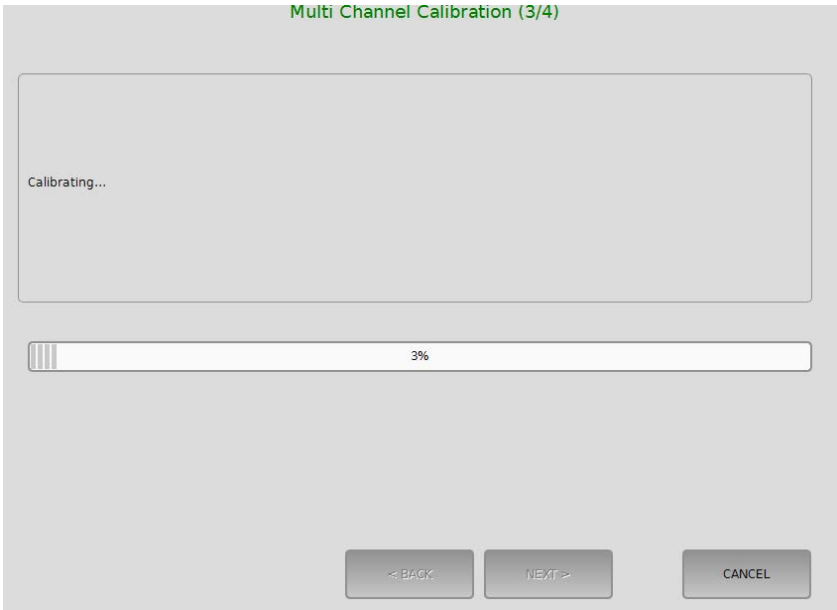 Multi Channel Calibration (3/4)
Calibrating...
3%
< BACK
NEXT >
CANCEL